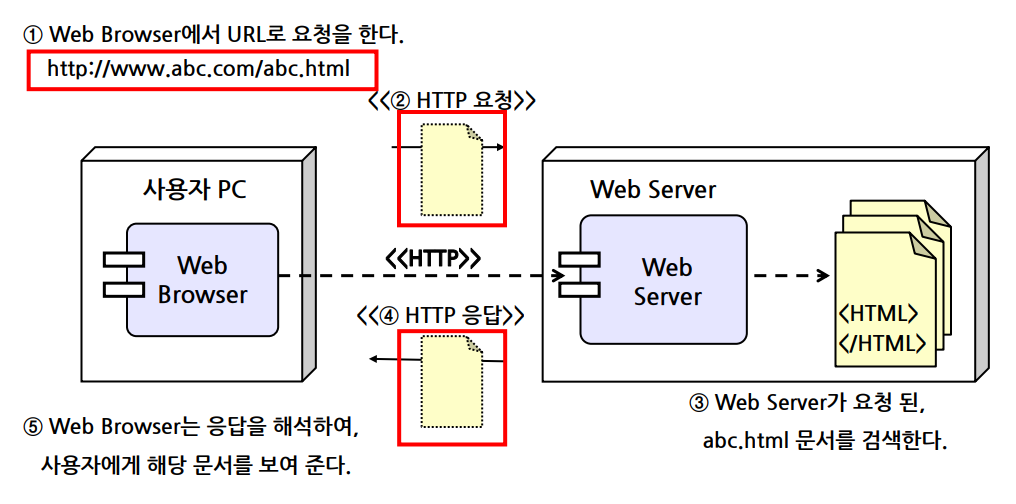 ① Web Browser에서 URL로 요청을 한다.
http://www.abc.com/abc.html
<<② HTTP 요청>>
사용자 PC
Web
Browser
<<HTTP>>
Web Server
Web
Server
<HTML>
</HTML>
<<④ HTTP 응답>>
③ Web Server가 요청 된,
abc.html 문서를 검색한다.
⑤ Web Browser는 응답을 해석하여,
사용자에게 해당 문서를 보여 준다.